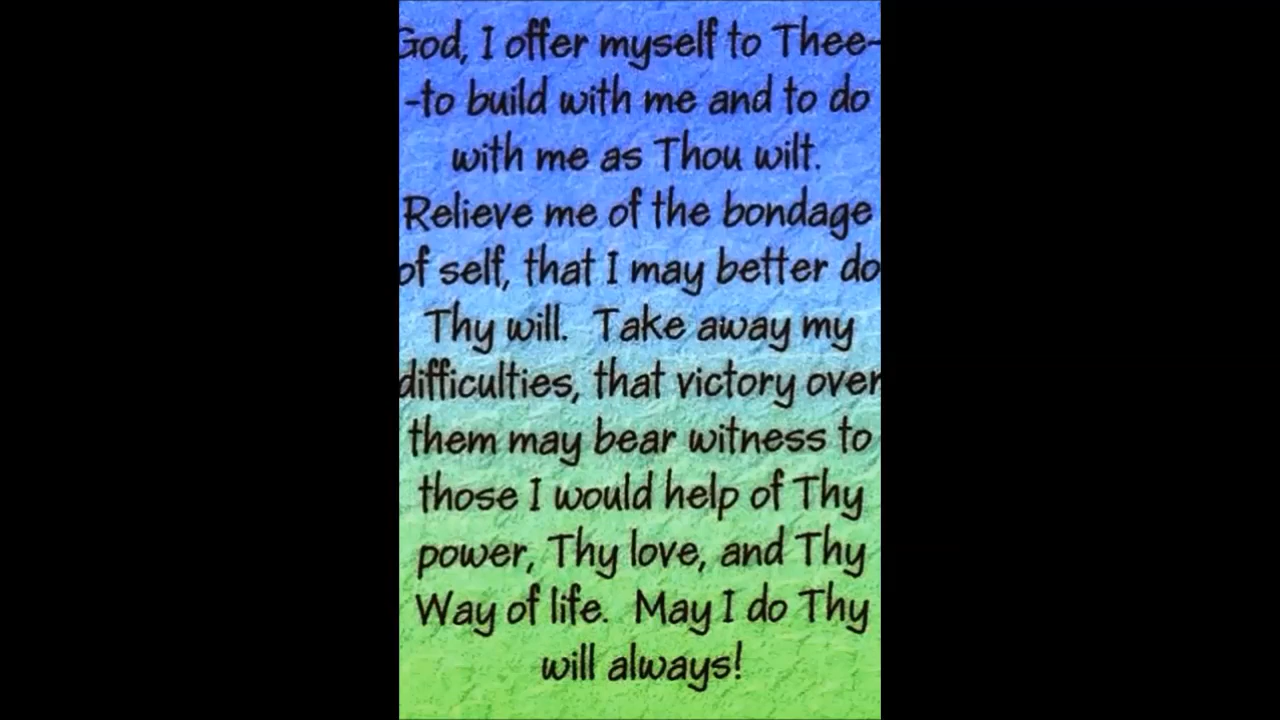 God, I offer myself to Thee-
-to build with me and to do
with me as Thou wilt.
Relieve me of the bondage
of self, that I may better do
Thy will. Take away my
difficulties, that victory over
them may bear witness to
those I would help of Thy
power, Thy love, and Thy
Way of life. May I do Thy
will always!